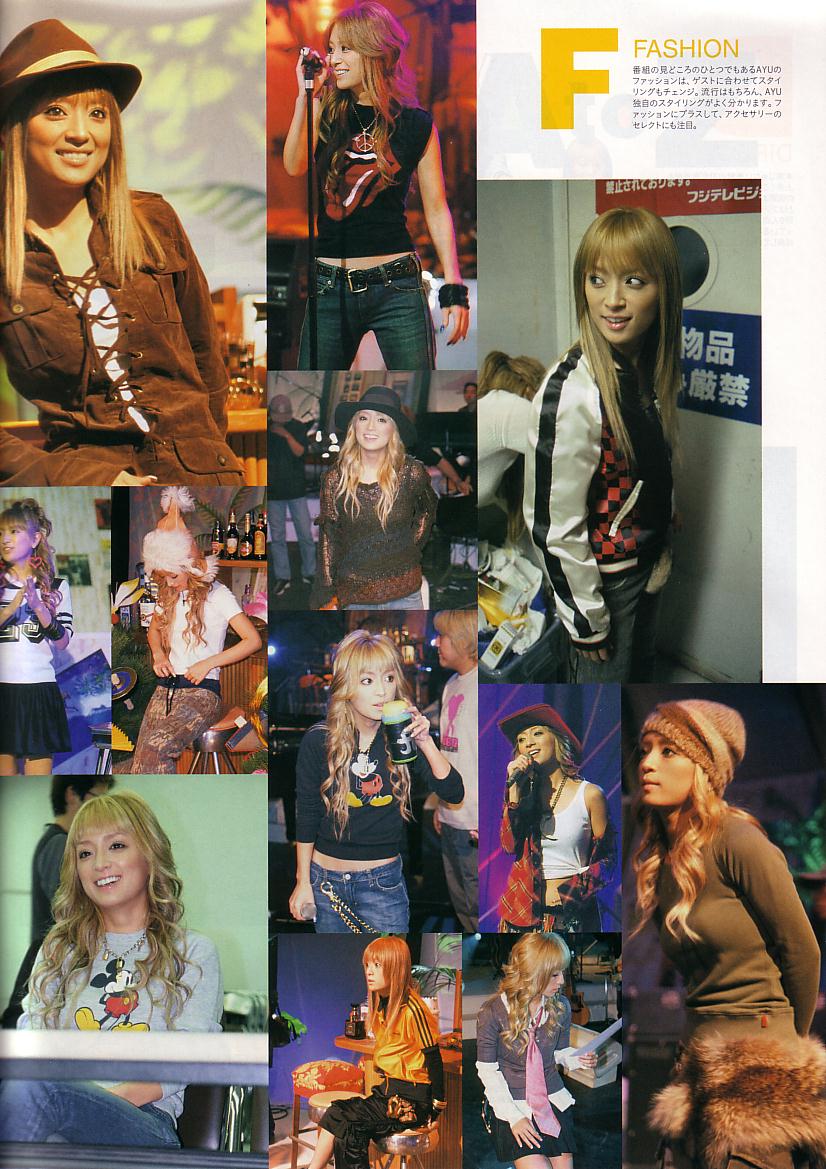 F FASHION
番組の見どころのひとつでもあるAYUの
ファッションは、ゲストに合わせてスタイ
リングもチェンジ。流行はもちろん、AYU
独自のスタイリングがよく分かります。フ
ァッションにプラスして、アクセサリーの
セレクトにも注目。
禁止されております。
フジテレビジ
物品
厳禁